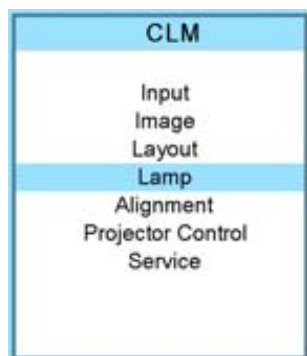 CLM
Input
Image
Layout
Lamp
Alignment
Projector Control
Service